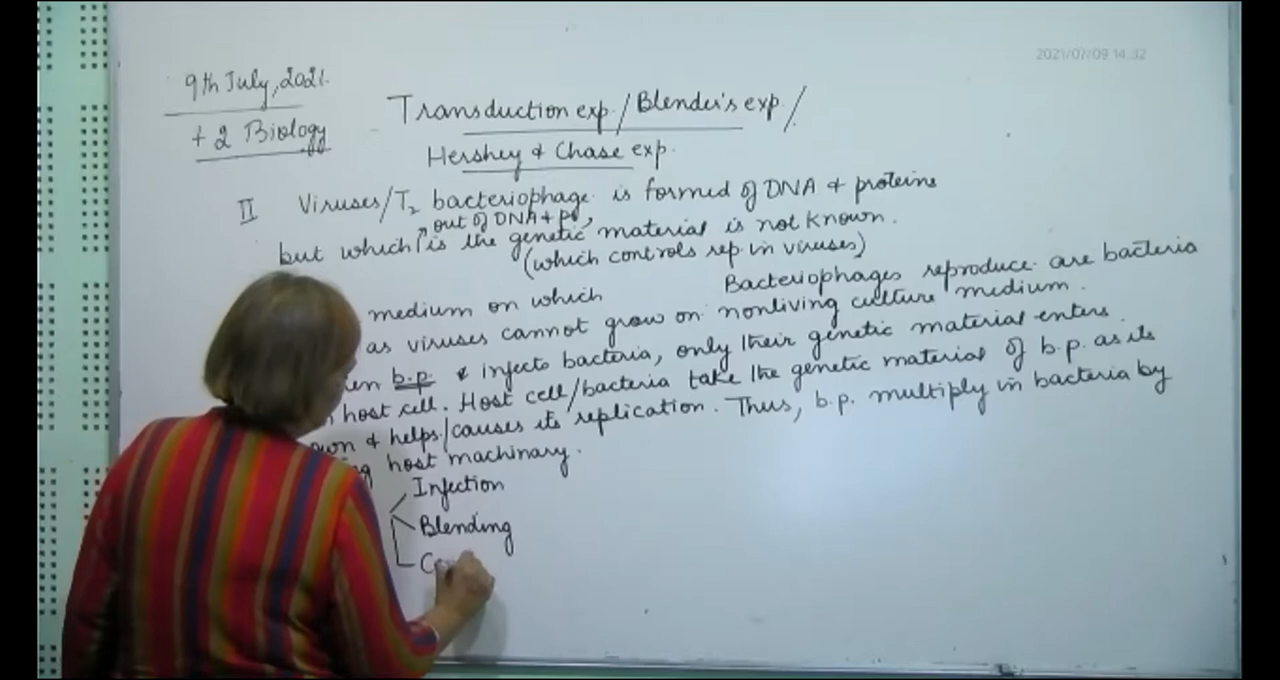 2021/07/09 14:32
9th July, 2021.
+2 Biology
Transduction exp./Blender's exp./
Hershey & Chase exp.
II Viruses/T2 bacteriophage is formed of DNA & proteins
out of DNA +
but which is the genetic material is not known.
(which controls rep. in viruses)
medium on which Bacteriophages reproduce are bacteria
as viruses cannot grow on nonliving culture medium.
b.p. infects bacteria, only their genetic material enters
host cell. Host cell/bacteria take the genetic material of b.p. as its
own & helps/causes its replication. Thus, b.p. multiply in bacteria by
host machinary.
Infection
Blending